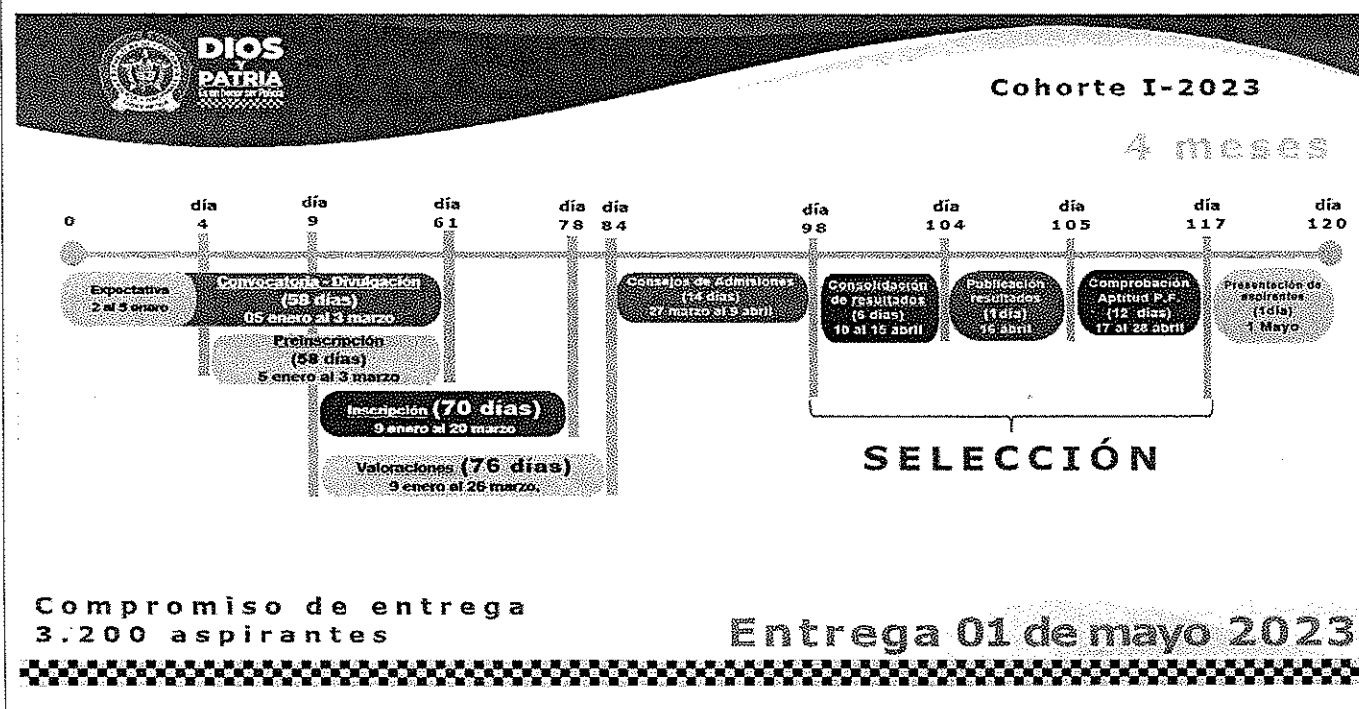 DIOS
Y
PATRIA
Es un honor ser Policía
Cohorte I-2023
4 meses
0
día
4
día
9
día
61
día
78
día
84
día
98
día
104
día
105
día
117
día
120
Expectativa
2 al 5 enero
Convocatoria - Divulgación
(58 días)
05 enero al 3 marzo
Preinscripción
(58 días)
5 enero al 3 marzo
Inscripción (70 días)
9 enero al 20 marzo
Valoraciones (76 días)
9 enero al 26 marzo.
Consejos de Admisiones
(14 días)
27 marzo al 9 abril
Consolidación
de resultados
(6 días)
10 al 15 abril
Publicación
resultados
(1día)
16 abril
Comprobación
Aptitud P.F.
(12 días)
17 al 28 abril
Presentación de
aspirantes
(1día)
1 Mayo
SELECCIÓN
Compromiso de entrega
3.200 aspirantes
Entrega 01 de mayo 2023